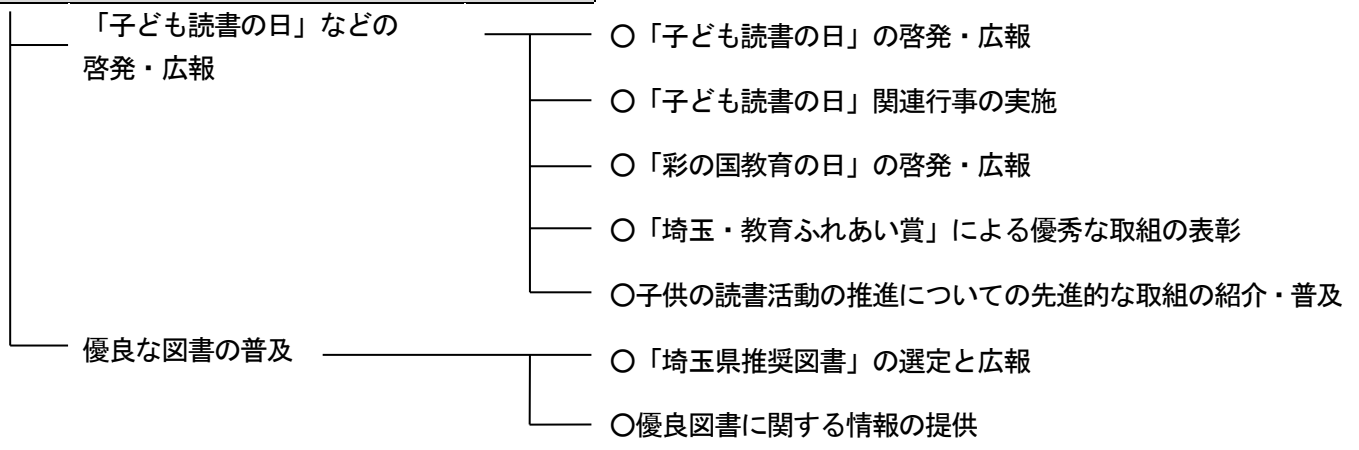 「子ども読書の日」などの
啓発・広報
〇「子ども読書の日」の啓発・広報
〇「子ども読書の日」関連行事の実施
〇「彩の国教育の日」の啓発・広報
〇「埼玉・教育ふれあい賞」による優秀な取組の表彰
〇子供の読書活動の推進についての先進的な取組の紹介・普及
優良な図書の普及
〇「埼玉県推奨図書」の選定と広報
〇優良図書に関する情報の提供